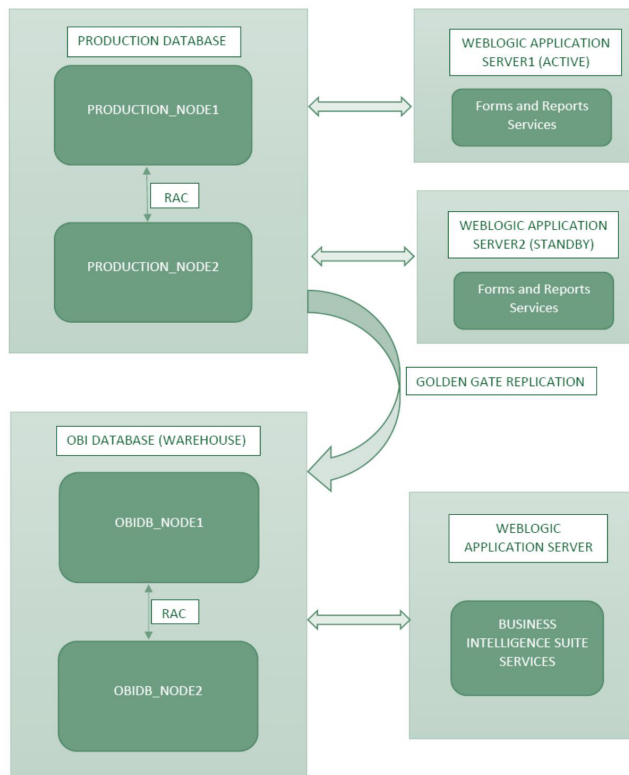 PRODUCTION DATABASE
PRODUCTION_NODE1
RAC
PRODUCTION_NODE2
WEBLOGIC APPLICATION
SERVER1 (ACTIVE)
Forms and Reports
Services
WEBLOGIC APPLICATION
SERVER2 (STANDBY)
Forms and Reports
Services
GOLDEN GATE REPLICATION
OBI DATABASE (WAREHOUSE)
OBIDB_NODE1
RAC
OBIDB_NODE2
WEBLOGIC
APPLICATION SERVER
BUSINESS
INTELLIGENCE SUITE
SERVICES